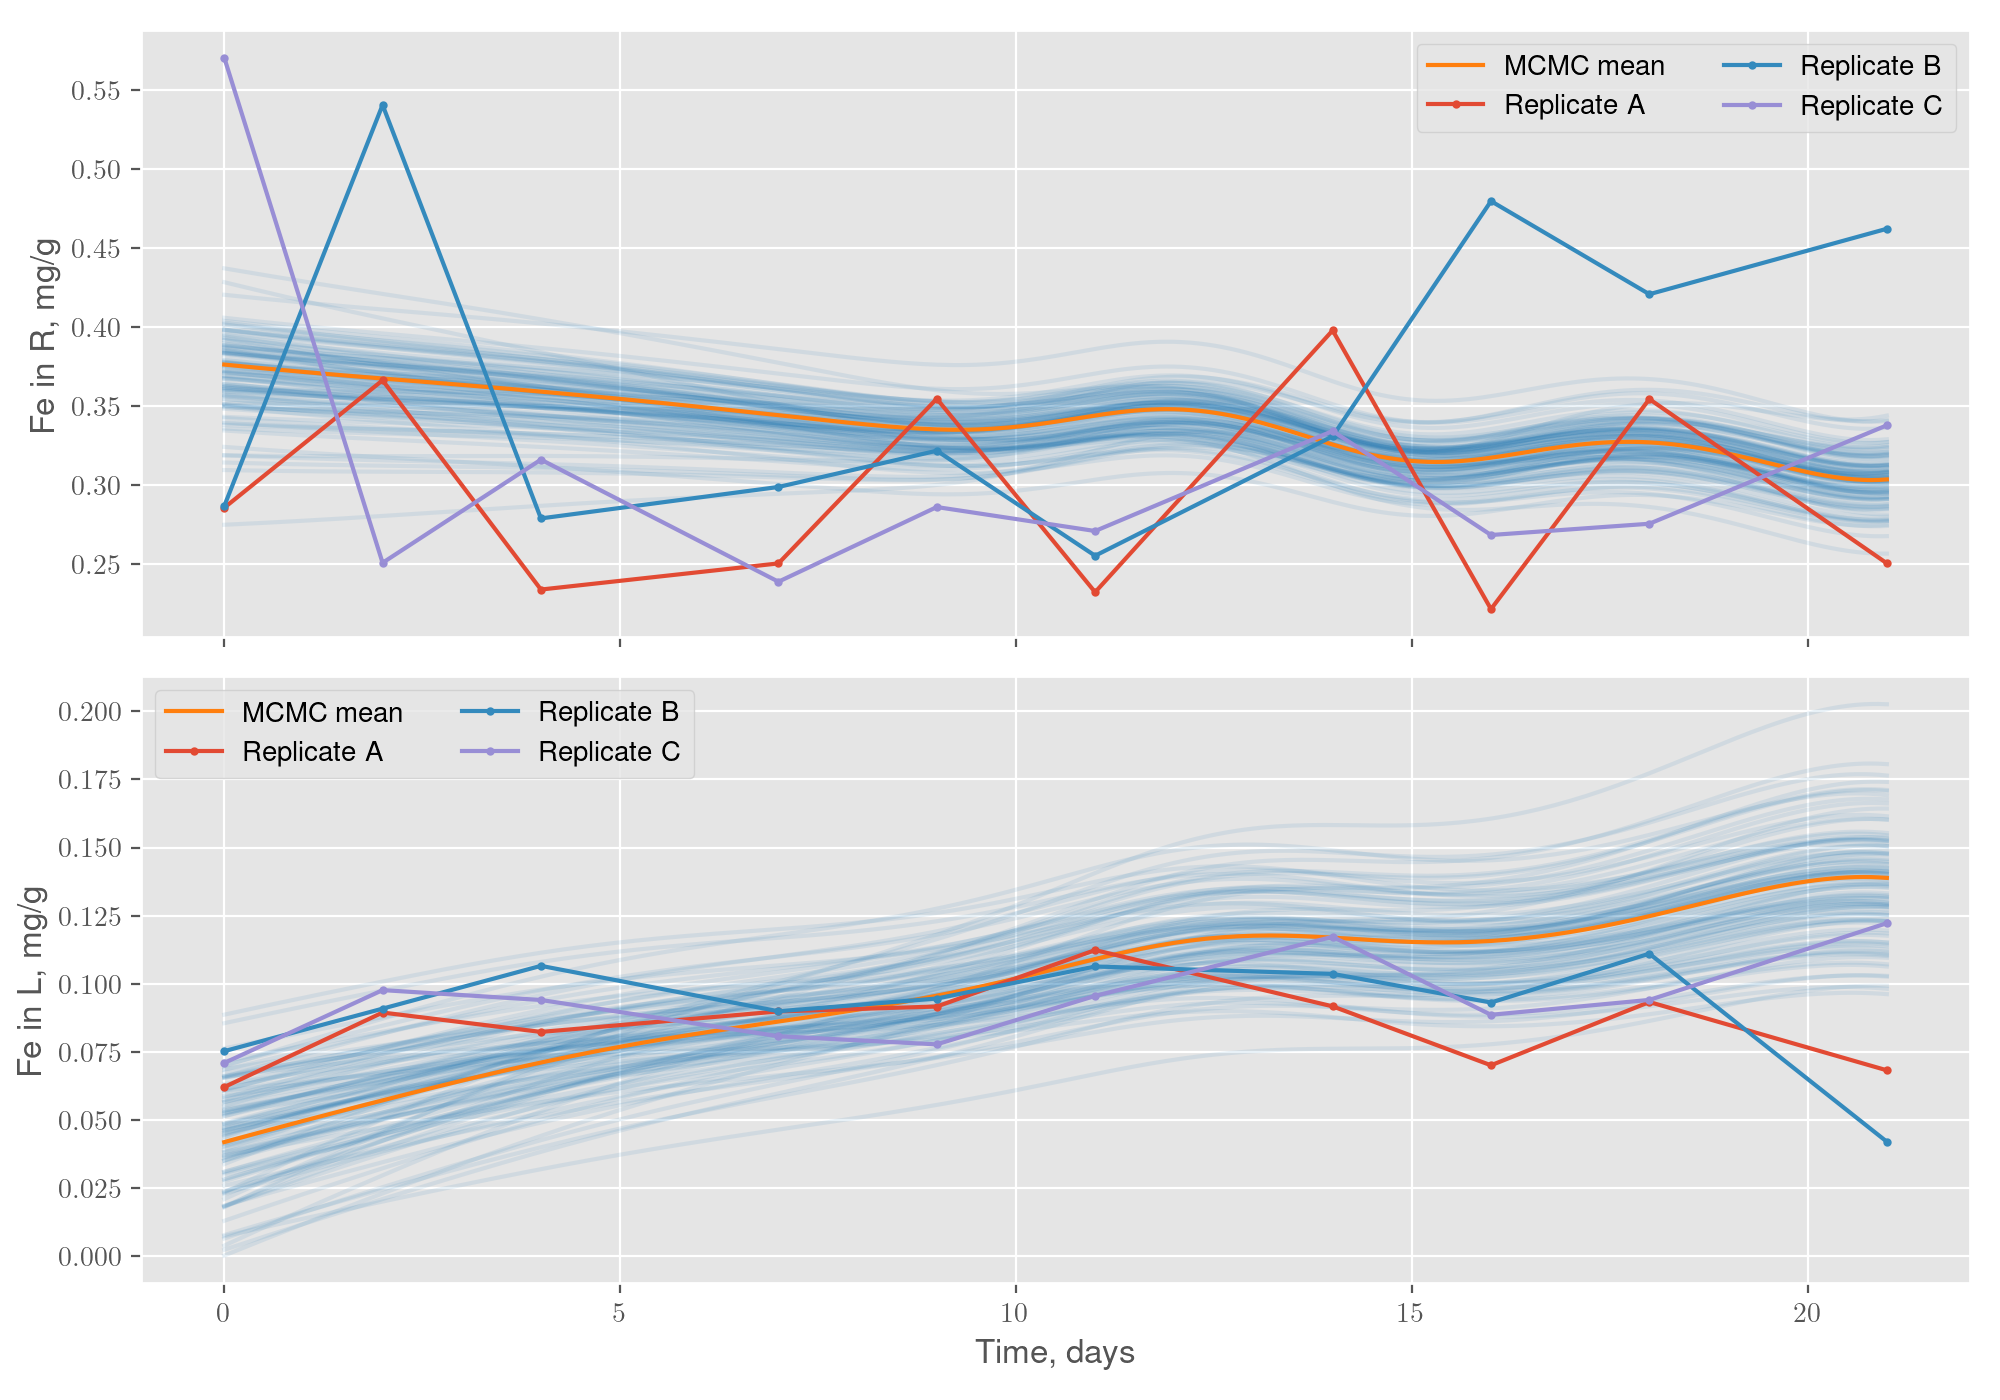 MCMC mean
Replicate A
Replicate B
Replicate C
0.55
0.50
0.45
0.40
0.35
0.30
0.25
Fe in R, mg/g
MCMC mean
Replicate A
Replicate B
Replicate C
0.200
0.175
0.150
0.125
0.100
0.075
0.050
0.025
0.000
Fe in L, mg/g
0 5 10 15 20
Time, days